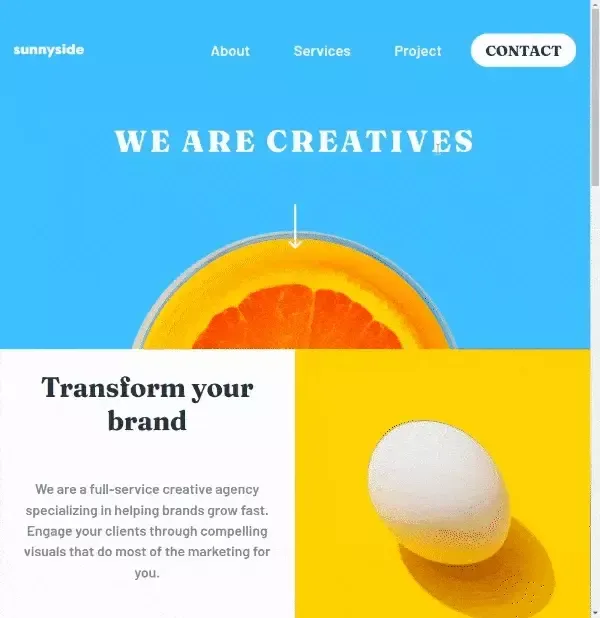 sunnyside About Services Project CONTACT
WE ARE CREATIVES
Transform your
brand
We are a full-service creative agency
specializing in helping brands grow fast.
Engage your clients through compelling
visuals that do most of the marketing for
you.